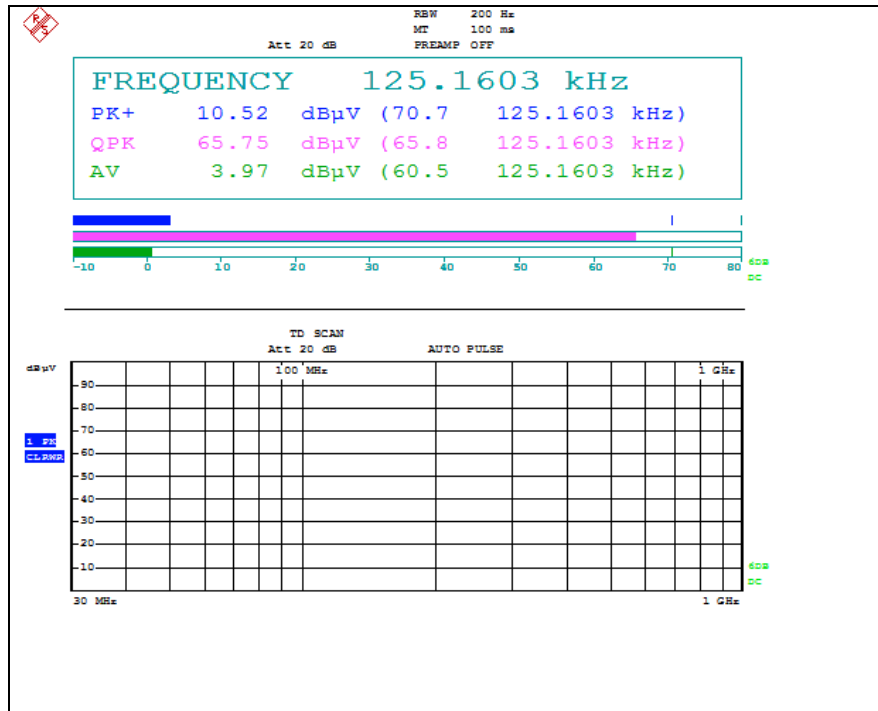 R S
RBW 200 Hz
MT 100 ms
Att 20 dB PREAMP OFF
FREQUENCY 125.1603 kHz
PK+ 10.52 dBµV (70.7 125.1603 kHz)
QPK 65.75 dBµV (65.8 125.1603 kHz)
AV 3.97 dBµV (60.5 125.1603 kHz)
-10 0 10 20 30 40 50 60 70 80
6DB
DC
TD SCAN
Att 20 dB AUTO PULSE
dBµV
100 MHz 1 GHz
90
80
70
1 PK
60
CLRWR
50
40
30
20
10
6DB
DC
30 MHz 1 GHz